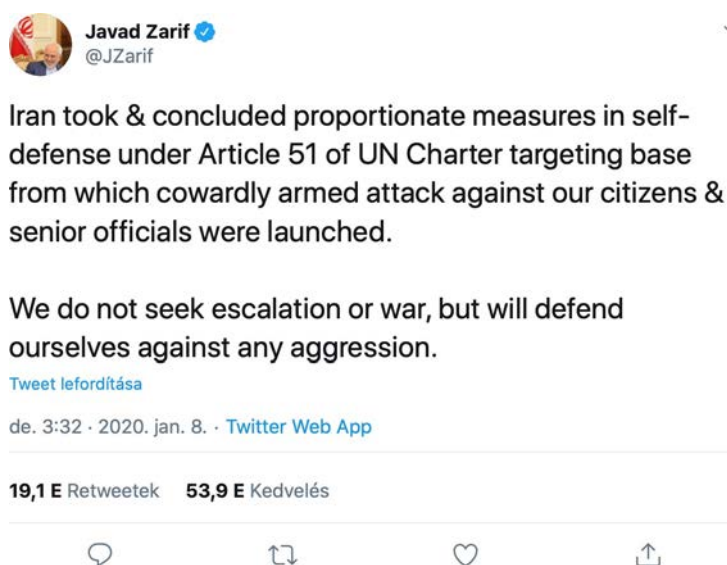 Javad Zarif
@JZarif
Iran took & concluded proportionate measures in self-
defense under Article 51 of UN Charter targeting base
from which cowardly armed attack against our citizens &
senior officials were launched.
We do not seek escalation or war, but will defend
ourselves against any aggression.
Tweet lefordítása
de. 3:32 · 2020. jan. 8. · Twitter Web App
19,1 E Retweetek 53,9 E Kedvelés